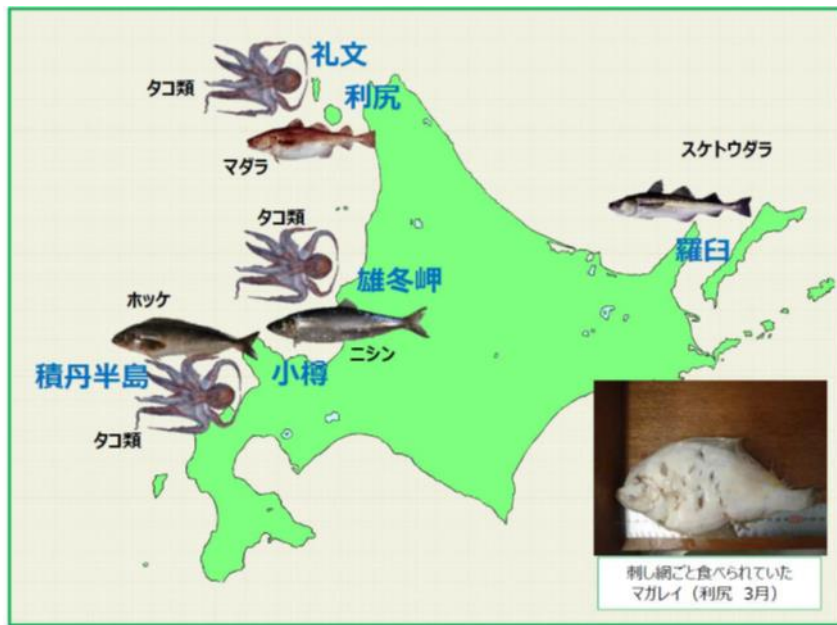 礼文
タコ類
利尻
マダラ
スケトウダラ
羅臼
タコ類
雄冬岬
ホッケ
ニシン
積丹半島
小樽
タコ類
刺し網ごと食べられていた
マガレイ（利尻 3月）